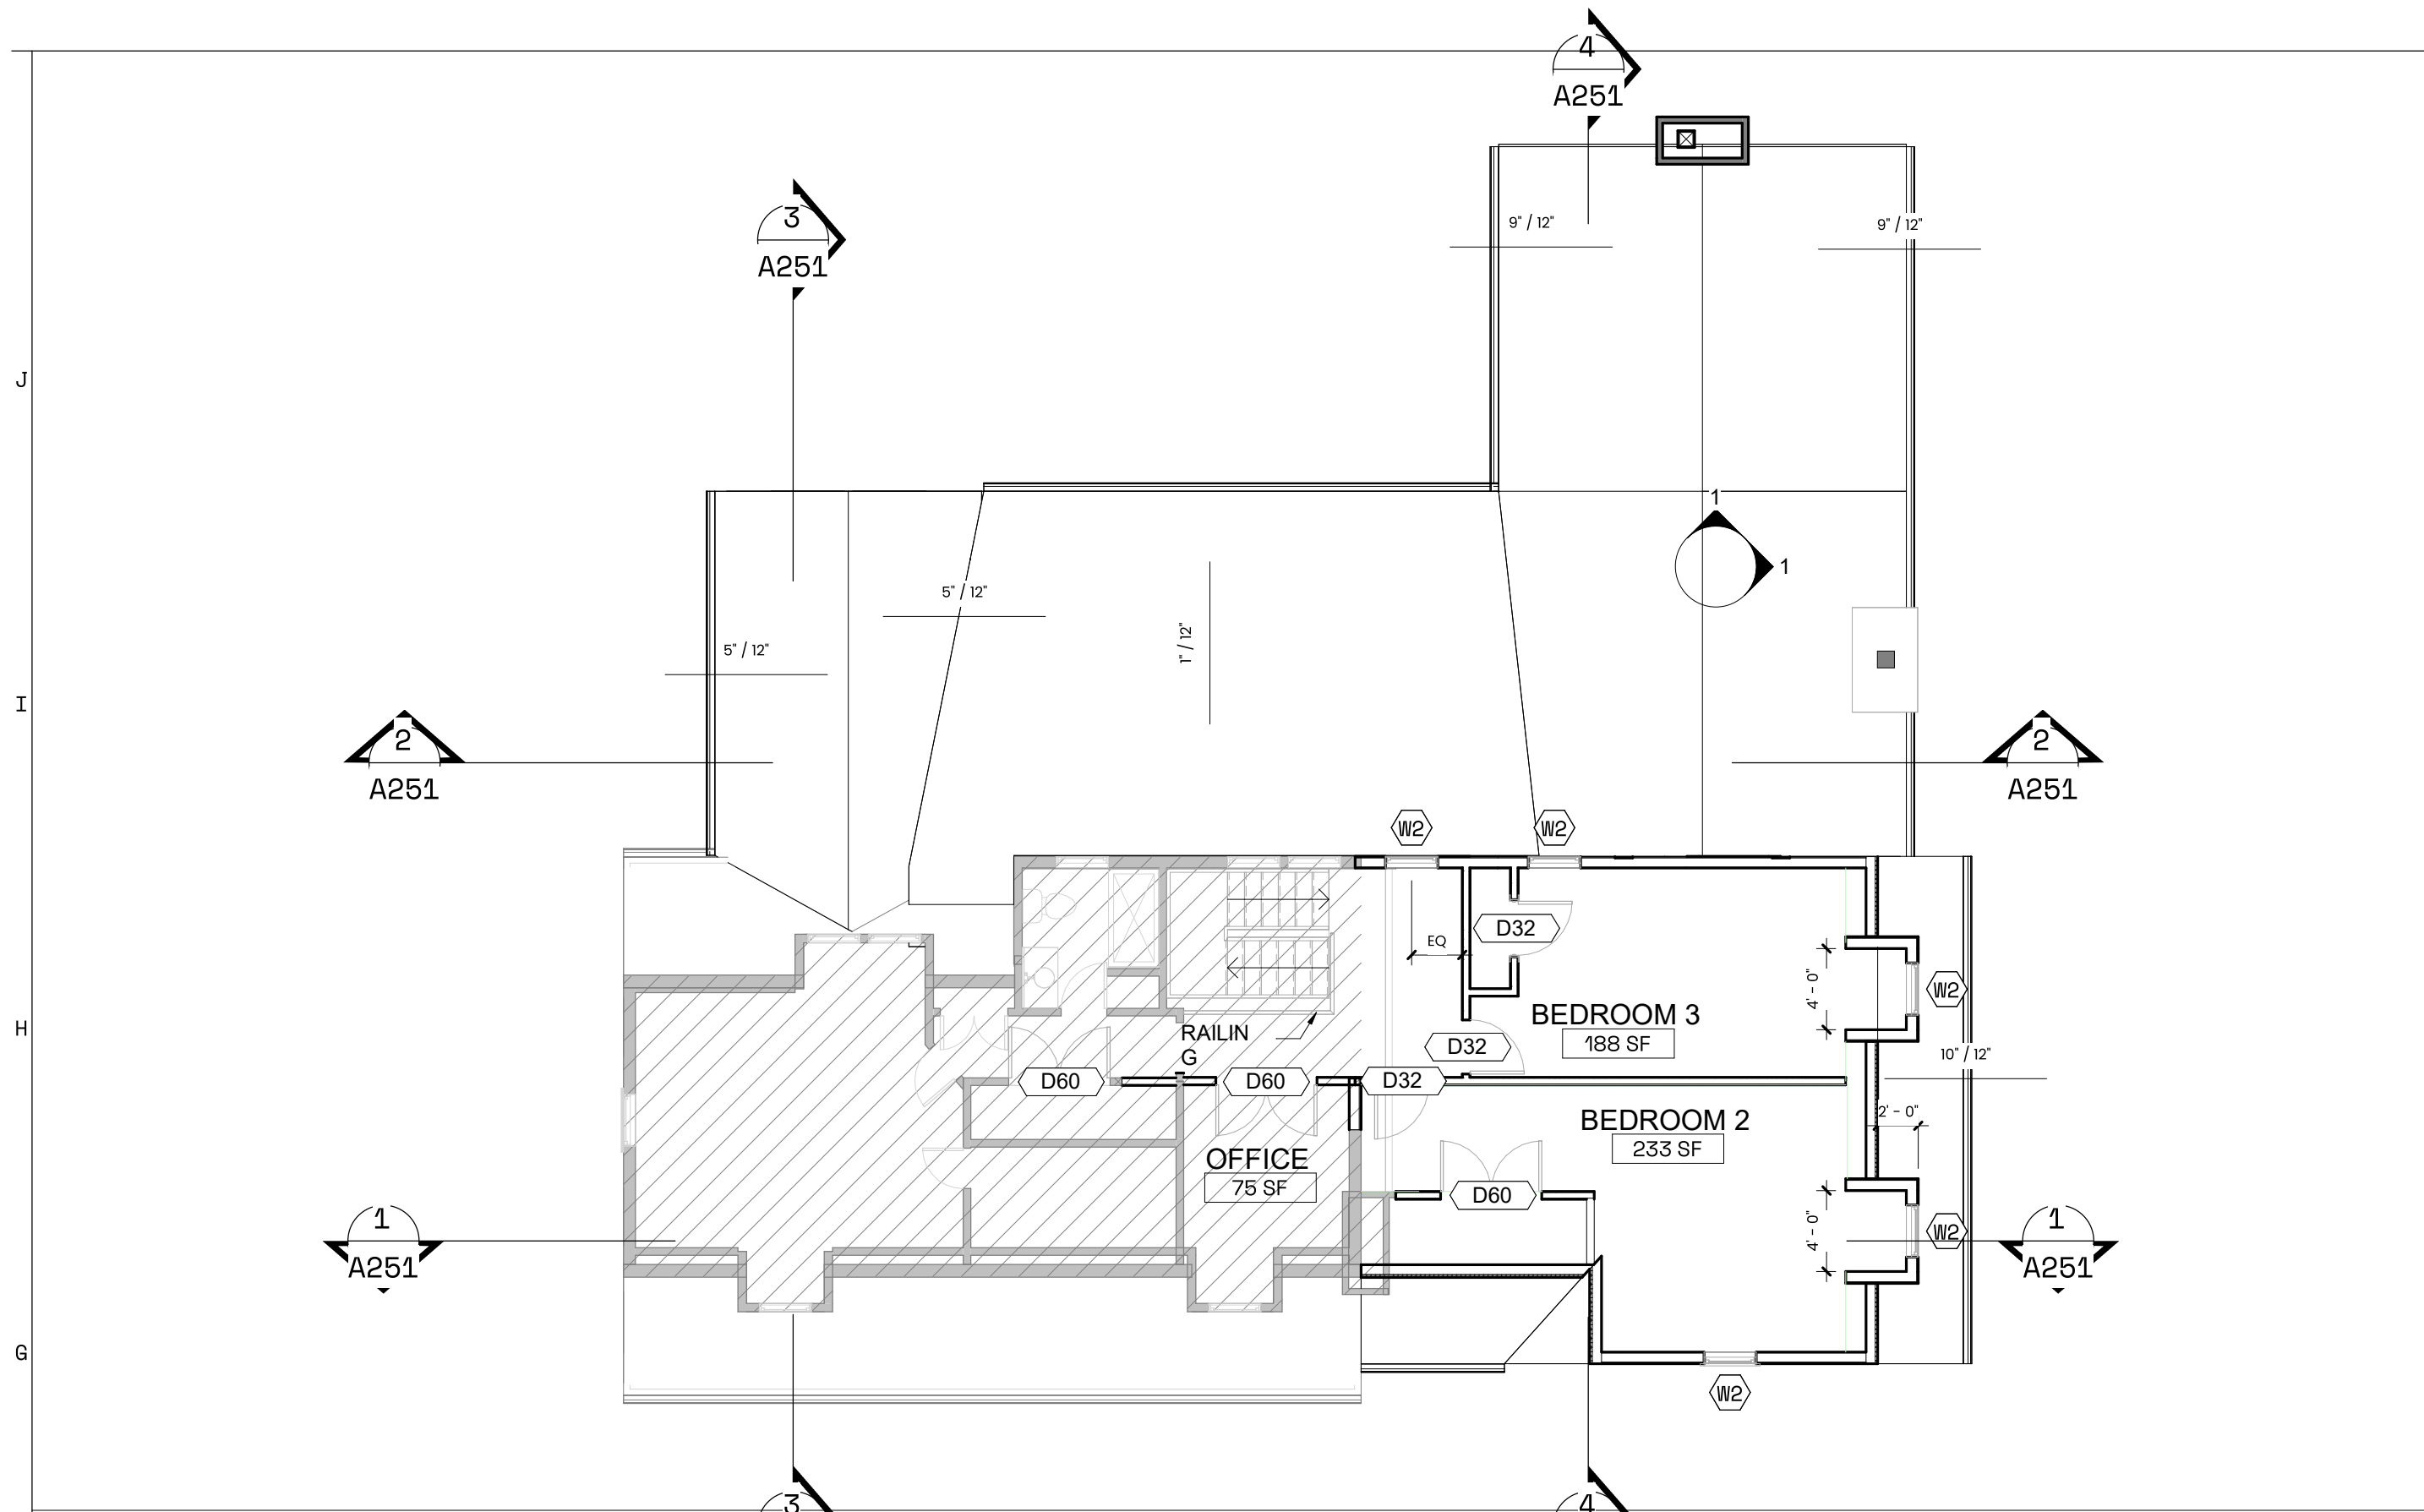 4
A251
3
A251
9" / 12"
9" / 12"
J
1
1
5" / 12"
5" / 12"
1" / 12"
I
2
A251
2
A251
W2
W2
D32
EQ
4' - 0"
W2
BEDROOM 3
188 SF
H
RAILIN
G
D32
10" / 12"
D60
D60
D32
2' - 0"
BEDROOM 2
233 SF
OFFICE
75 SF
D60
4' - 0"
W2
1
A251
1
A251
G
W2
3
4